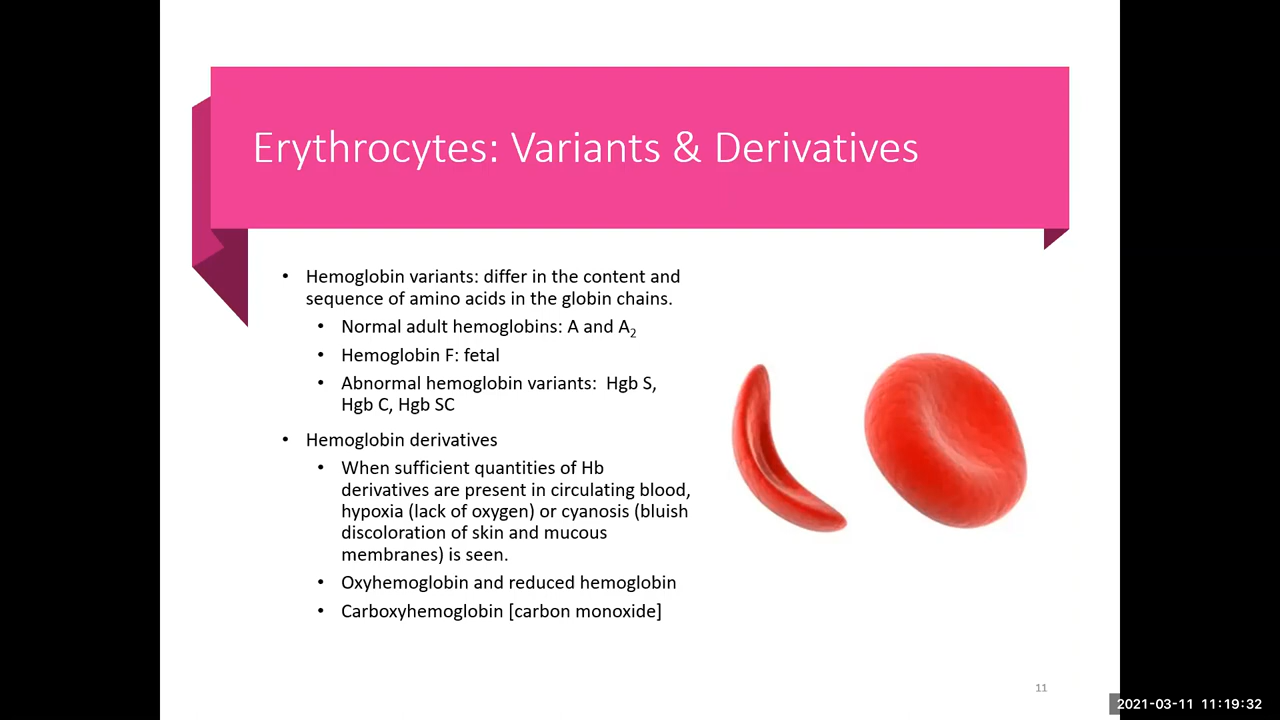 Erythrocytes: Variants & Derivatives
• Hemoglobin variants: differ in the content and
sequence of amino acids in the globin chains.
• Normal adult hemoglobins: A and A₂
• Hemoglobin F: fetal
• Abnormal hemoglobin variants:  Hgb S,
Hgb C, Hgb SC
• Hemoglobin derivatives
• When sufficient quantities of Hb
derivatives are present in circulating blood,
hypoxia (lack of oxygen) or cyanosis (bluish
discoloration of skin and mucous
membranes) is seen.
• Oxyhemoglobin and reduced hemoglobin
• Carboxyhemoglobin [carbon monoxide]
11
2021-03-11 11:19:32